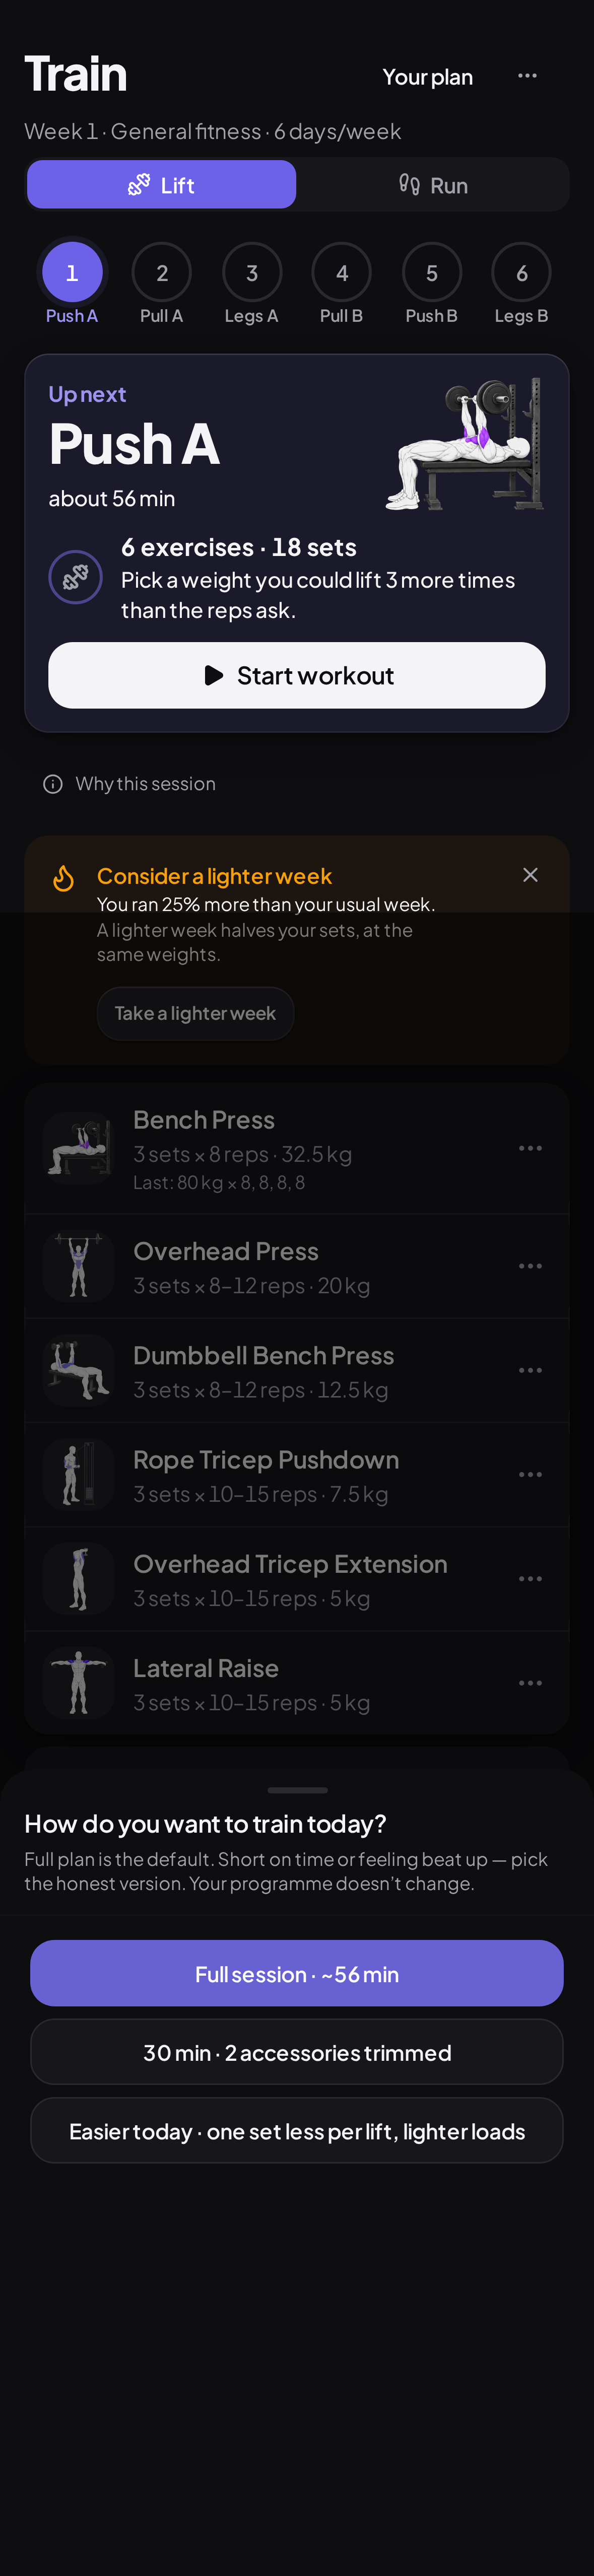 Train
Your plan
Week 1 · General fitness · 6 days/week
Lift
Run
1
2
3
4
5
6
Push A
Pull A
Legs A
Pull B
Push B
Legs B
Up next
Push A
about 56 min
6 exercises · 18 sets
Pick a weight you could lift 3 more times
than the reps ask.
Start workout
Why this session
Consider a lighter week
You ran 25% more than your usual week.
A lighter week halves your sets, at the
same weights.
Take a lighter week
Bench Press
3 sets × 8 reps · 32.5 kg
Last: 80 kg × 8, 8, 8, 8
Overhead Press
3 sets × 8–12 reps · 20 kg
Dumbbell Bench Press
3 sets × 8–12 reps · 12.5 kg
Rope Tricep Pushdown
3 sets × 10–15 reps · 7.5 kg
Overhead Tricep Extension
3 sets × 10–15 reps · 5 kg
Lateral Raise
3 sets × 10–15 reps · 5 kg
How do you want to train today?
Full plan is the default. Short on time or feeling beat up — pick
the honest version. Your programme doesn’t change.
Full session · ~56 min
30 min · 2 accessories trimmed
Easier today · one set less per lift, lighter loads